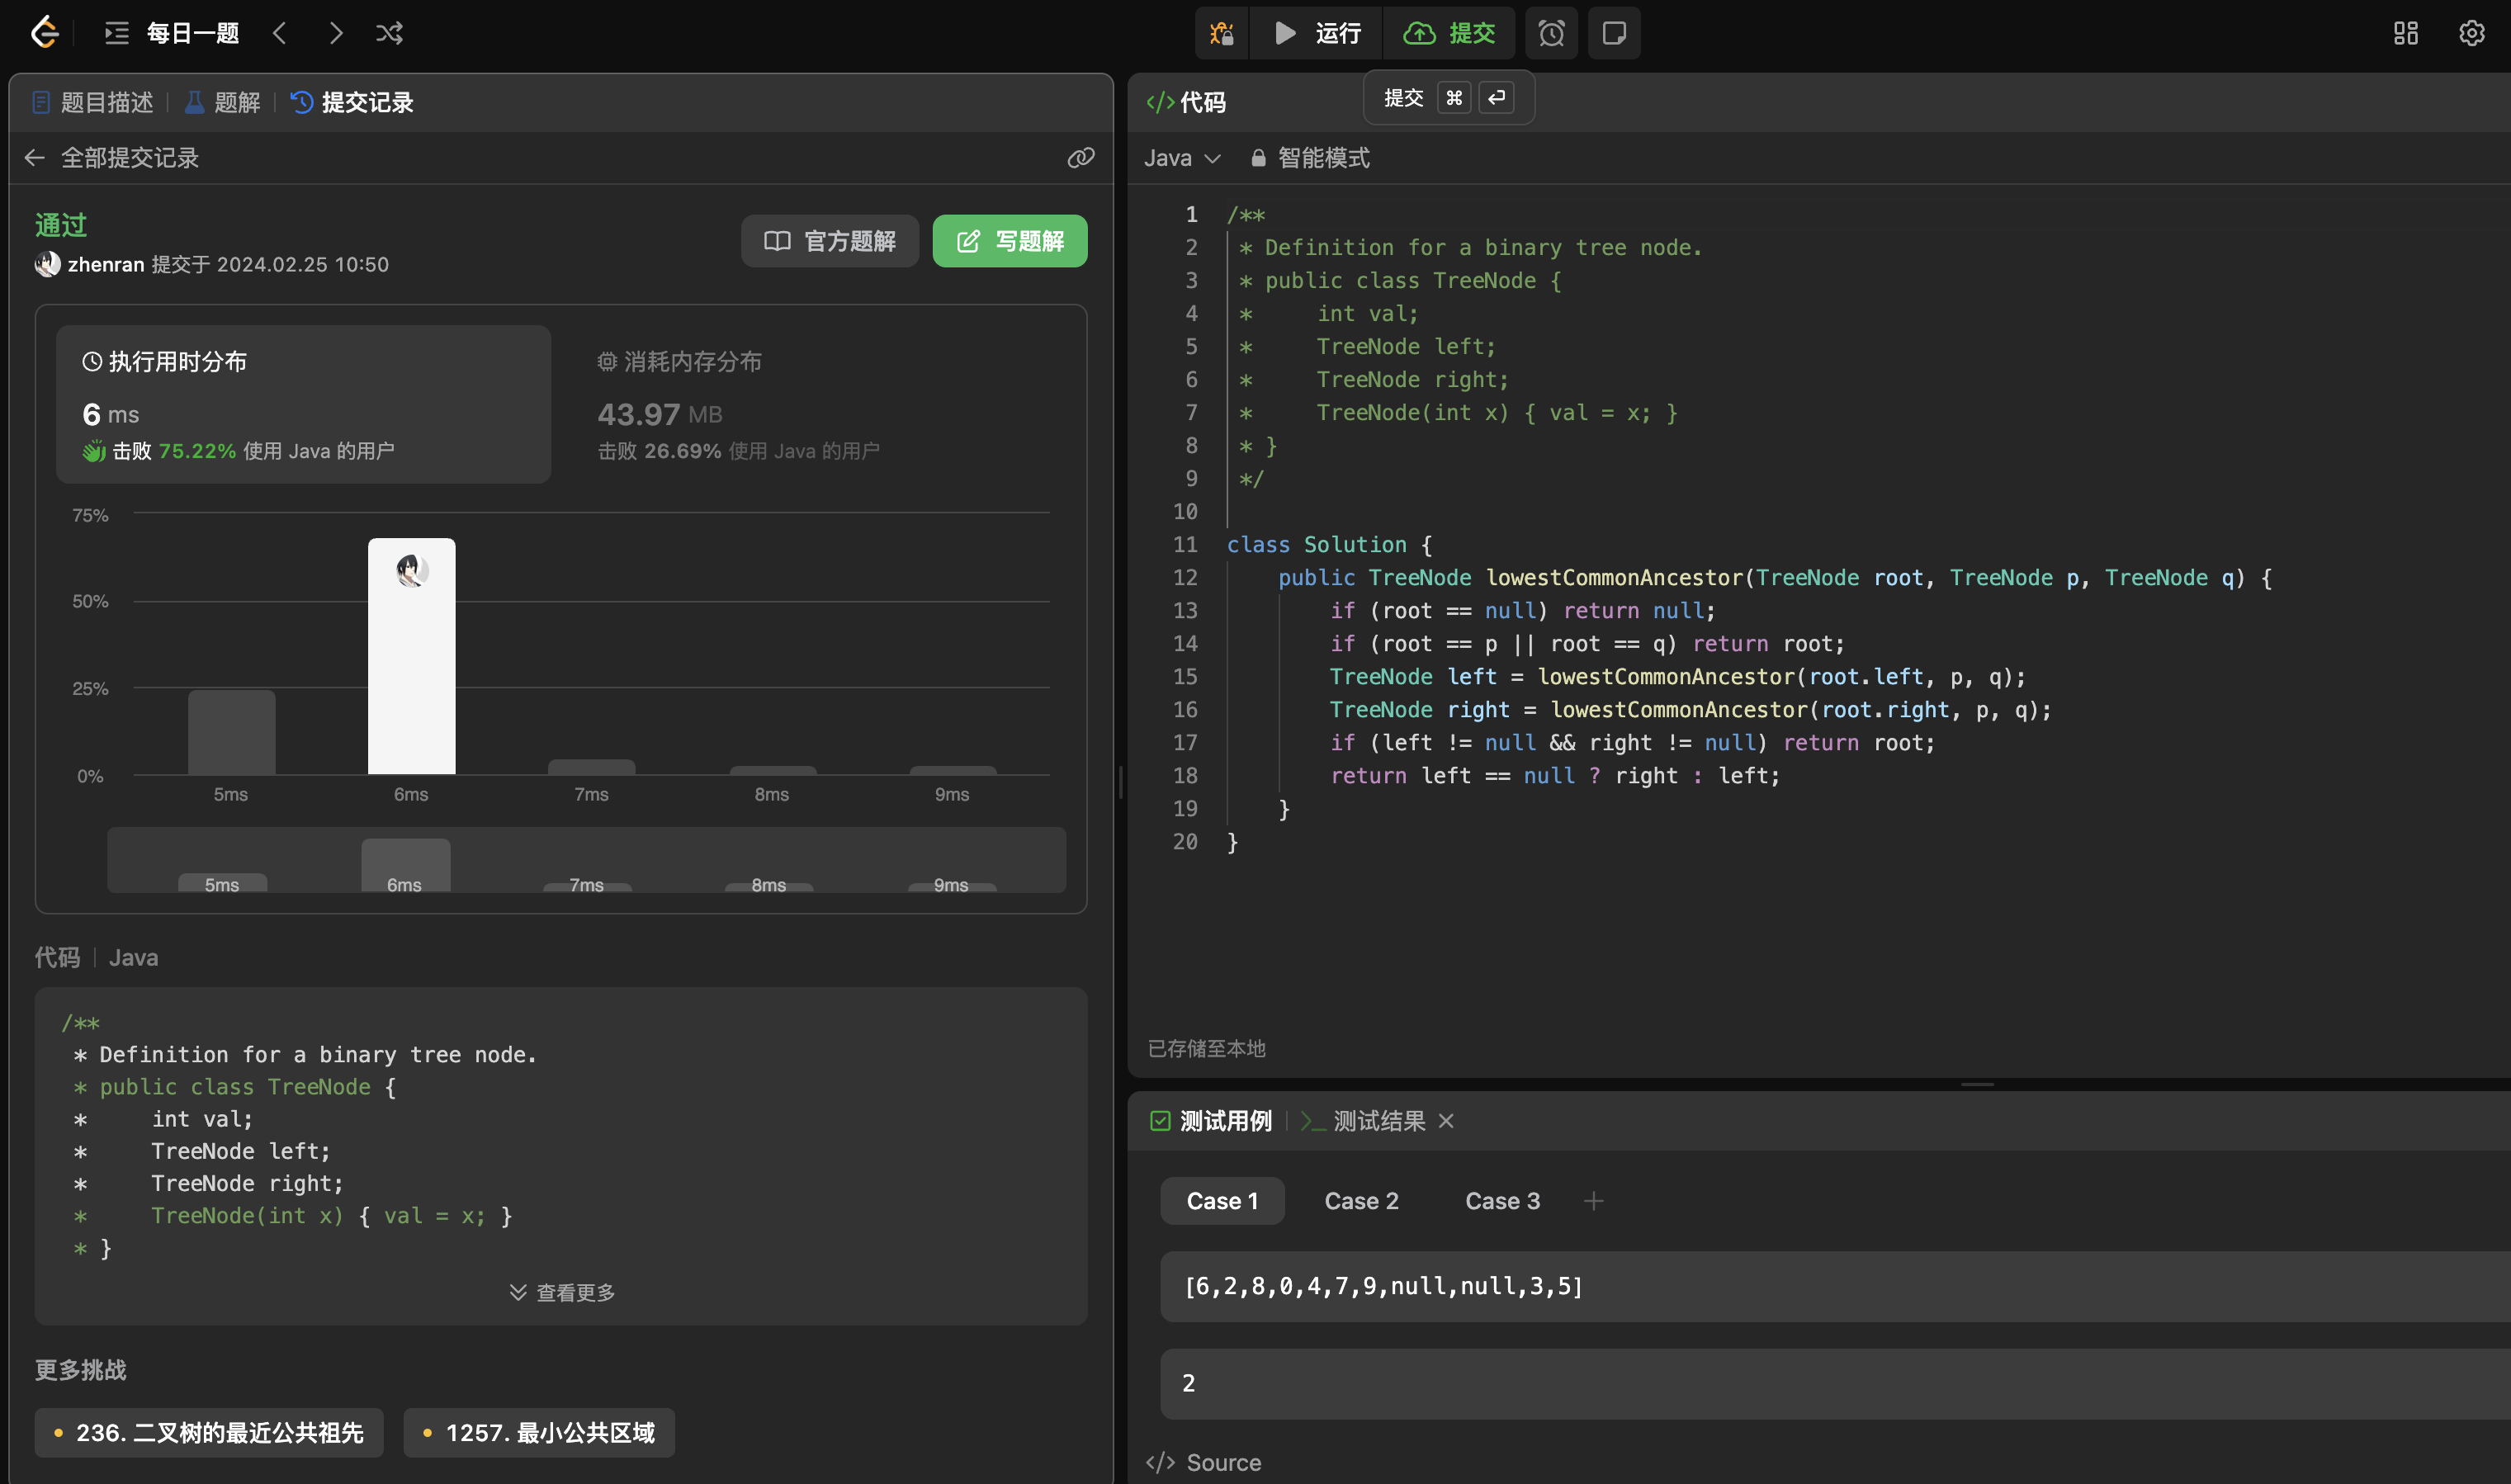 每日一题
运行
提交
题目描述
题解
提交记录
全部提交记录
通过
zhenran 提交于 2024.02.25 10:50
官方题解
写题解
执行用时分布
6 ms
击败 75.22% 使用 Java 的用户
消耗内存分布
43.97 MB
击败 26.69% 使用 Java 的用户
75%
50%
25%
0%
5ms 6ms 7ms 8ms 9ms
5ms 6ms 7ms 8ms 9ms
代码 Java
/**
 * Definition for a binary tree node.
 * public class TreeNode {
 *     int val;
 *     TreeNode left;
 *     TreeNode right;
 *     TreeNode(int x) { val = x; }
 * }
查看更多
更多挑战
236. 二叉树的最近公共祖先
1257. 最小公共区域
</>代码
提交 ⌘
Java
智能模式
1 /**
2  * Definition for a binary tree node.
3  * public class TreeNode {
4  *     int val;
5  *     TreeNode left;
6  *     TreeNode right;
7  *     TreeNode(int x) { val = x; }
8  * }
9  */
10
11 class Solution {
12     public TreeNode lowestCommonAncestor(TreeNode root, TreeNode p, TreeNode q) {
13         if (root == null) return null;
14         if (root == p || root == q) return root;
15         TreeNode left = lowestCommonAncestor(root.left, p, q);
16         TreeNode right = lowestCommonAncestor(root.right, p, q);
17         if (left != null && right != null) return root;
18         return left == null ? right : left;
19     }
20 }
已存储至本地
测试用例
测试结果
Case 1
Case 2
Case 3
[6,2,8,0,4,7,9,null,null,3,5]
2
</> Source